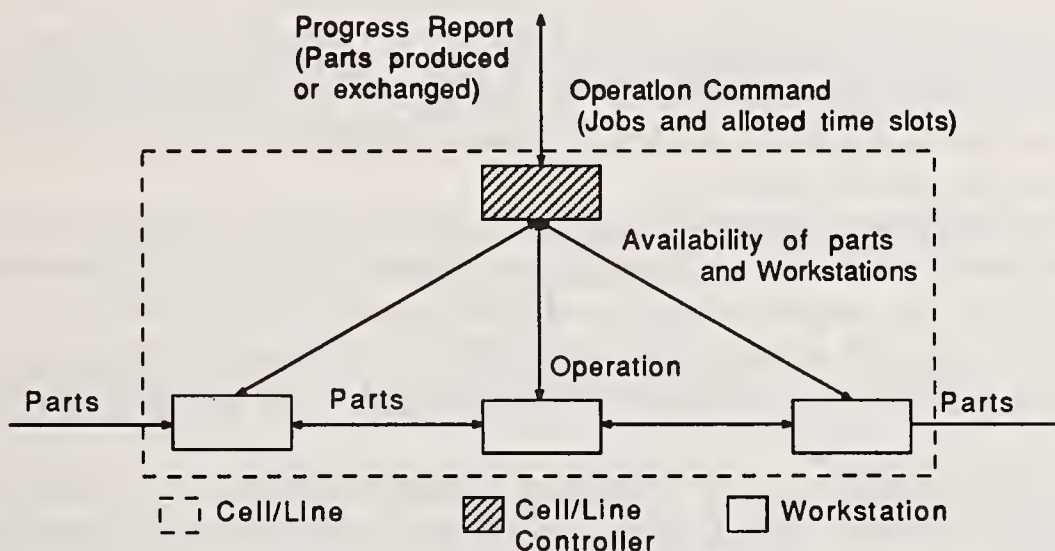 Progress Report
(Parts produced
or exchanged)
Operation Command
(Jobs and alloted time slots)
Availability of parts
and Workstations
Operation
Parts
Parts
Parts
Cell/Line
Cell/Line
Controller
Workstation